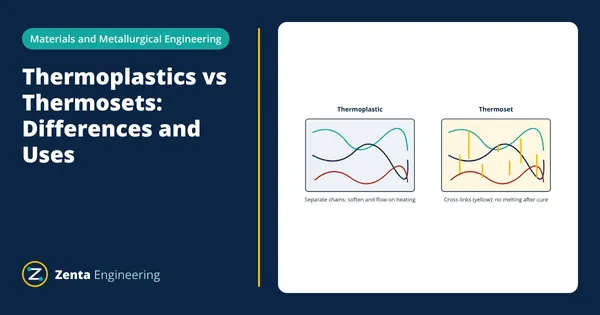 Materials and Metallurgical Engineering
Thermoplastics vs
Thermosets:
Differences and
Uses
Zenta Engineering
Thermoplastic
Separate chains: soften and flow on heating
Thermoset
Cross-links (yellow): no melting after cure